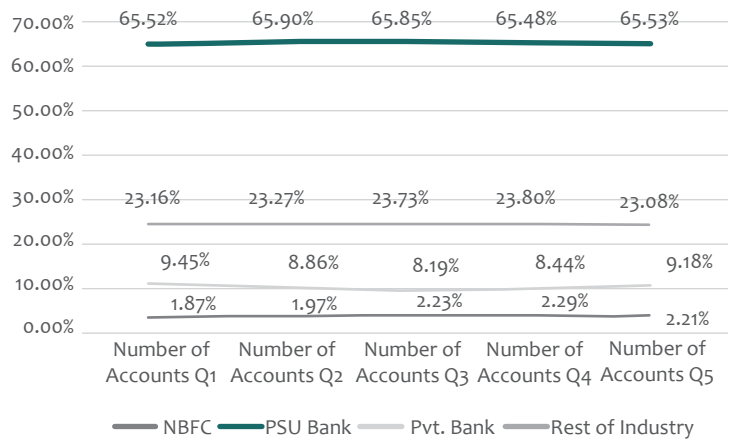 70.00%
65.52% 65.90% 65.85% 65.48% 65.53%
60.00%
50.00%
40.00%
30.00%
23.16% 23.27% 23.73% 23.80% 23.08%
20.00%
9.45% 8.86% 8.19% 8.44% 9.18%
10.00%
1.87% 1.97% 2.23% 2.29% 2.21%
0.00%
Number of Accounts Q1
Number of Accounts Q2
Number of Accounts Q3
Number of Accounts Q4
Number of Accounts Q5
NBFC PSU Bank Pvt. Bank Rest of Industry